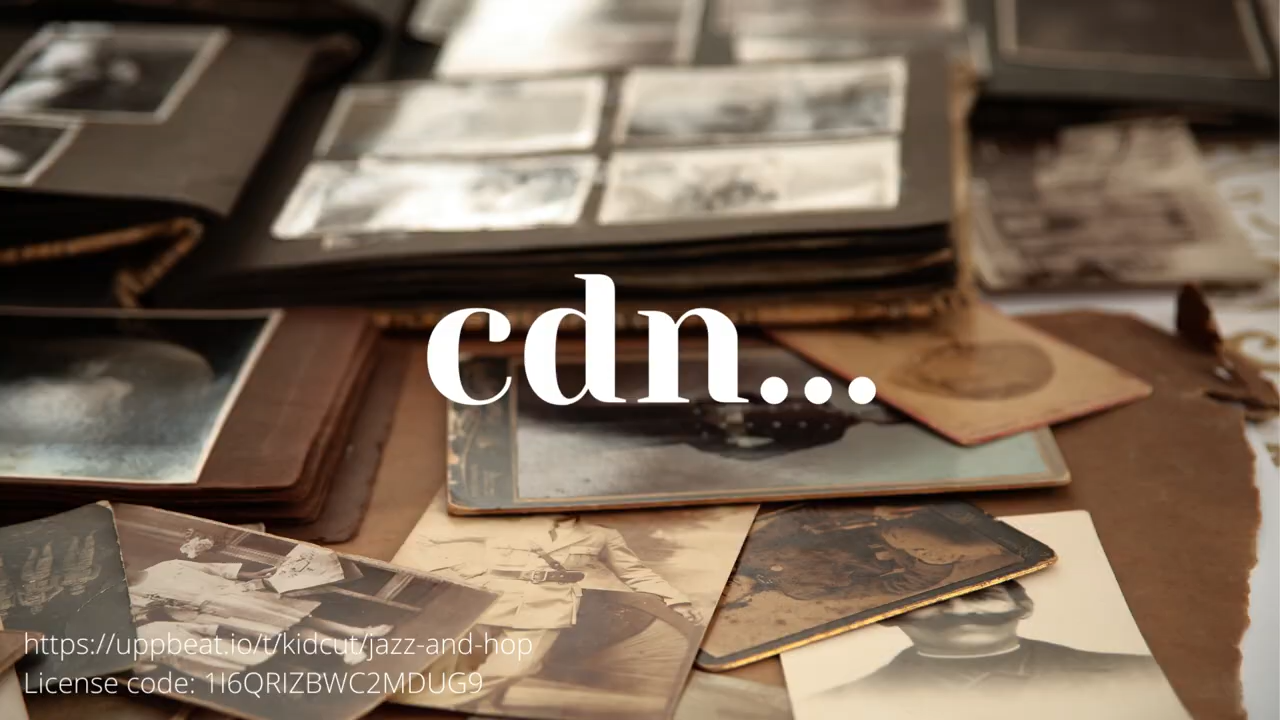 cdn...
https://uppbeat.io/t/kidcut/jazz-and-hop
License code: 1I6QRIZBWC2MDUG9